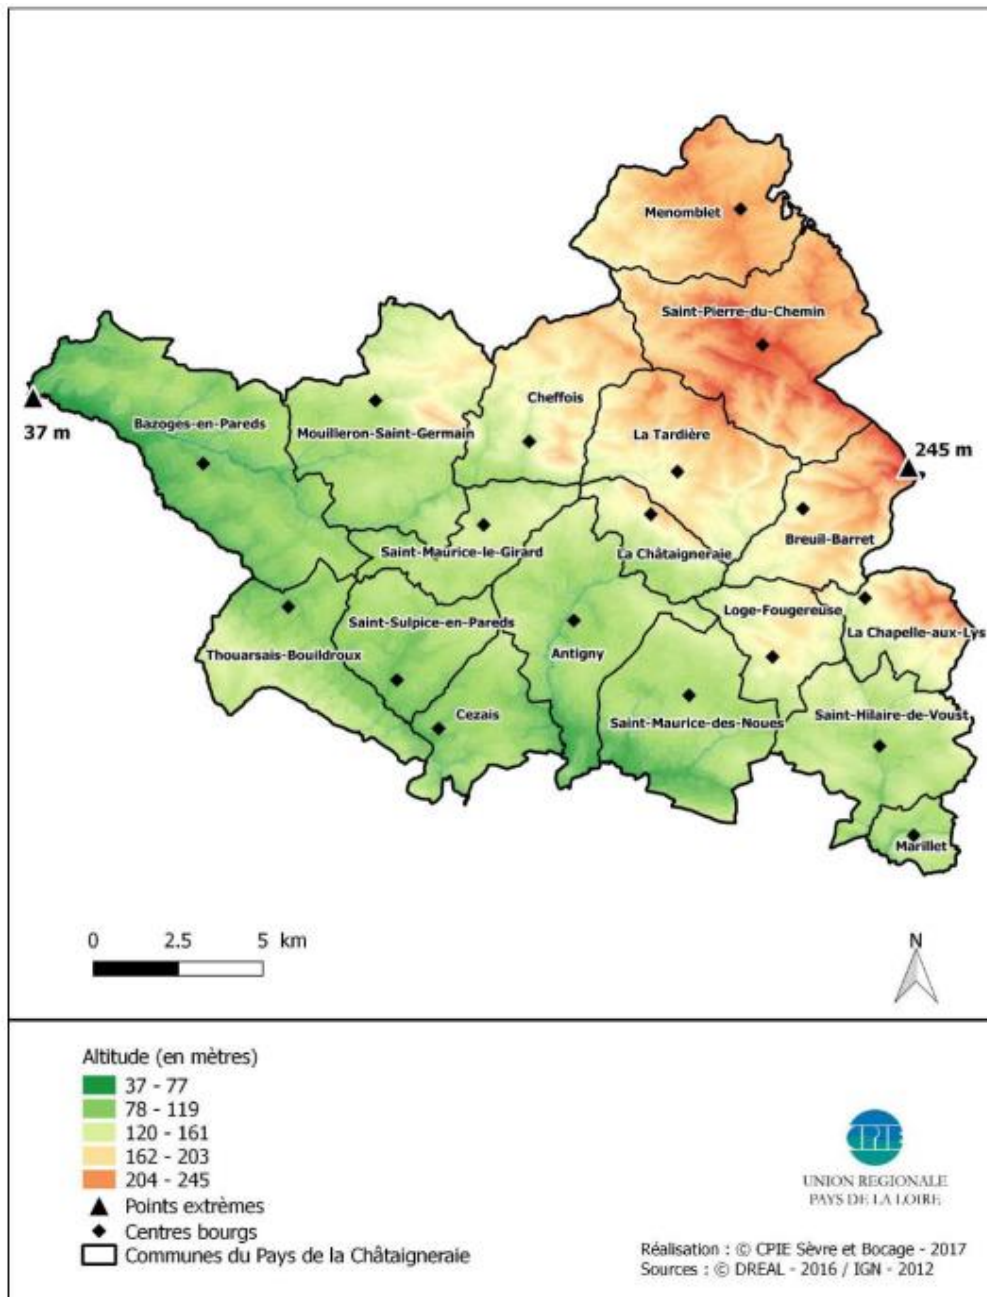 Menomblet
Saint-Pierre-du-Chemin
Cheffois
37 m
Bazoges-en-Pareds
Mouilleron-Saint-Germain
La Tardière
245 m
Breuil-Barret
Saint-Maurice-le-Girard
La Châtaigneraie
Loge-Fougereuse
La Chapelle-aux-Lys
Saint-Sulpice-en-Pareds
Thouarsais-Bouildroux
Antigny
Cezais
Saint-Maurice-des-Noues
Saint-Hilaire-de-Voust
Marillet
0 2.5 5 km
N
Altitude (en mètres)
37 - 77
78 - 119
120 - 161
162 - 203
204 - 245
Points extrèmes
Centres bourgs
Communes du Pays de la Châtaigneraie
CPIE
UNION REGIONALE
PAYS DE LA LOIRE
Réalisation : © CPIE Sèvre et Bocage - 2017
Sources : © DREAL - 2016 / IGN - 2012